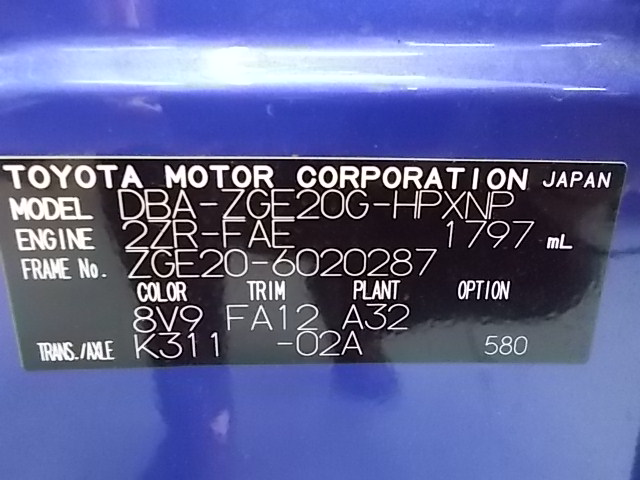 TOYOTA MOTOR CORPORATION JAPAN
MODEL DBA-ZGE20G-HPXNP
ENGINE 2ZR-FAE 1797 mL
FRAME No. ZGE20-6020287
COLOR TRIM PLANT OPTION
8V9 FA12 A32
TRANS./AXLE K311 -02A 580